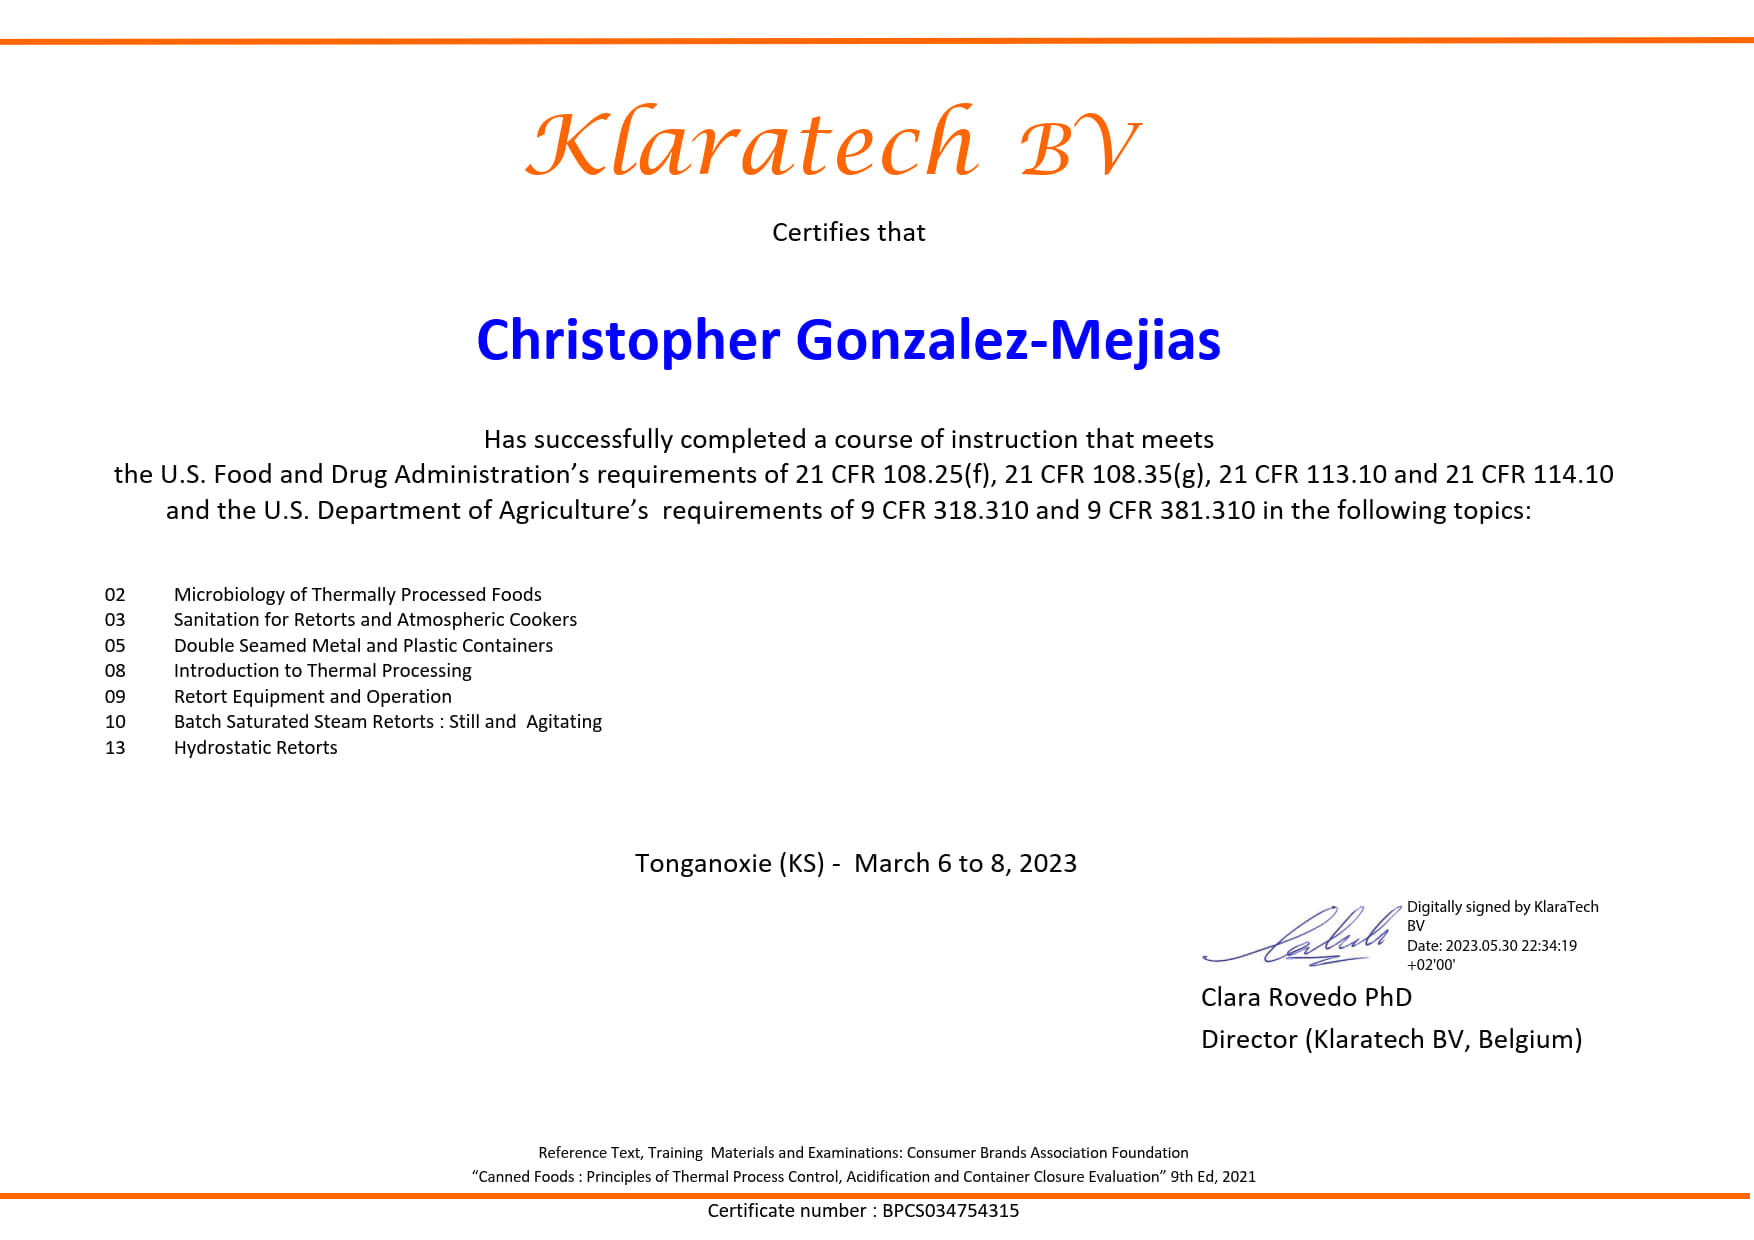 Klaratech BV
Certifies that
Christopher Gonzalez-Mejias
Has successfully completed a course of instruction that meets
the U.S. Food and Drug Administration’s requirements of 21 CFR 108.25(f), 21 CFR 108.35(g), 21 CFR 113.10 and 21 CFR 114.10
and the U.S. Department of Agriculture’s  requirements of 9 CFR 318.310 and 9 CFR 381.310 in the following topics:
02 Microbiology of Thermally Processed Foods
03 Sanitation for Retorts and Atmospheric Cookers
05 Double Seamed Metal and Plastic Containers
08 Introduction to Thermal Processing
09 Retort Equipment and Operation
10 Batch Saturated Steam Retorts : Still and  Agitating
13 Hydrostatic Retorts
Tonganoxie (KS) -  March 6 to 8, 2023
Digitally signed by KlaraTech
BV
Date: 2023.05.30 22:34:19
+02'00'
Clara Rovedo PhD
Director (Klaratech BV, Belgium)
Reference Text, Training  Materials and Examinations: Consumer Brands Association Foundation
“Canned Foods : Principles of Thermal Process Control, Acidification and Container Closure Evaluation” 9th Ed, 2021
Certificate number : BPCS034754315